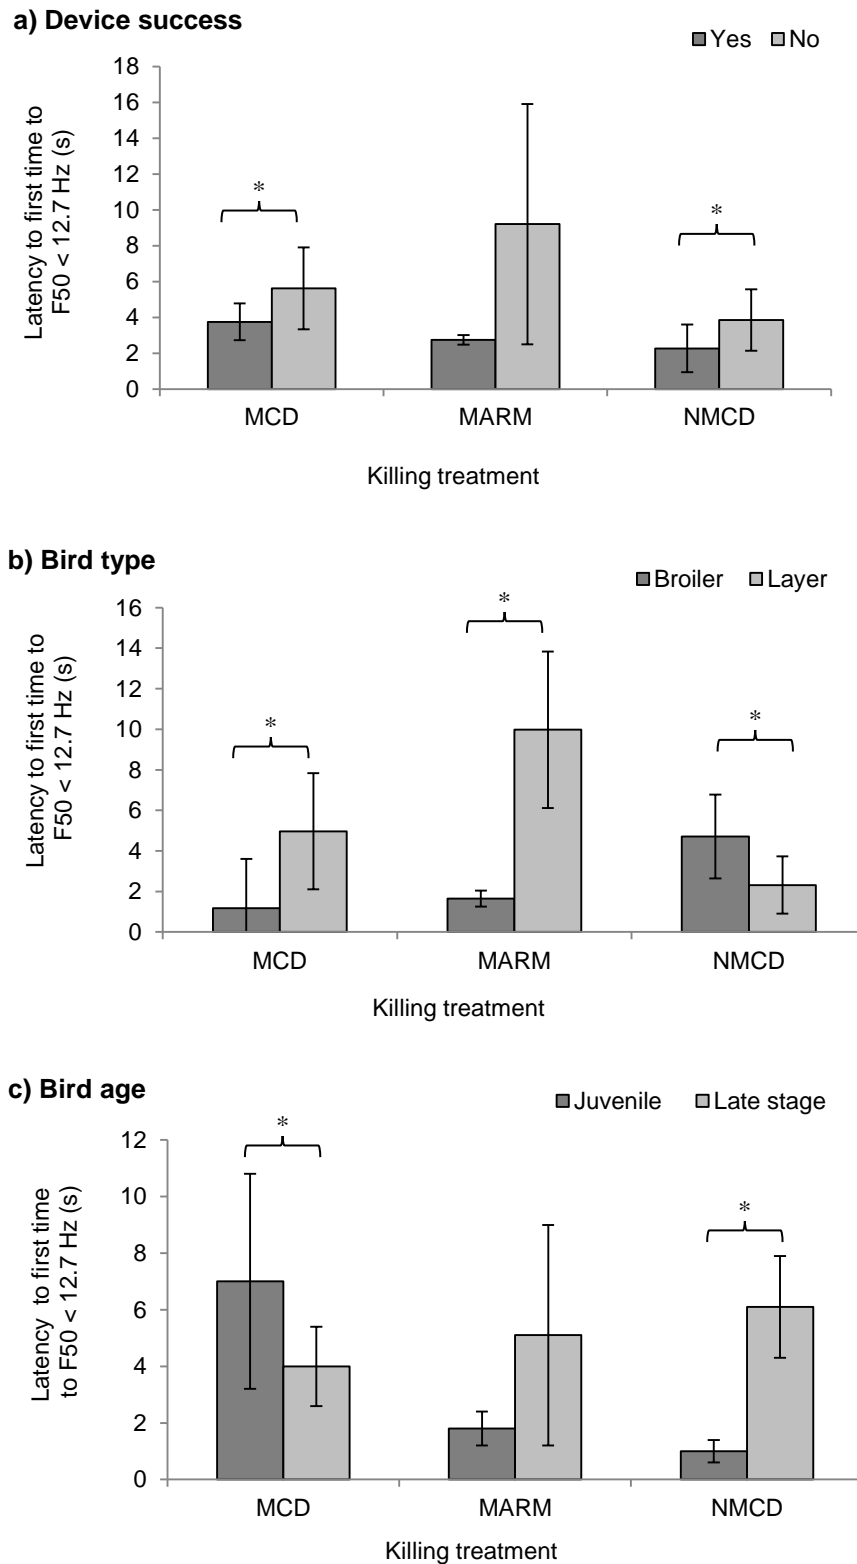 a) Device success
Yes No
18
16
14
12
10
8
6
4
2
0
Latency to first time to
F50 < 12.7 Hz (s)
*
*
MCD MARM NMCD
Killing treatment
b) Bird type
Broiler Layer
16
14
12
10
8
6
4
2
0
Latency to first time to
F50 < 12.7 Hz (s)
*
*
*
MCD MARM NMCD
Killing treatment
c) Bird age
Juvenile Late stage
12
10
8
6
4
2
0
Latency to first time
to F50 < 12.7 Hz (s)
*
*
MCD MARM NMCD
Killing treatment